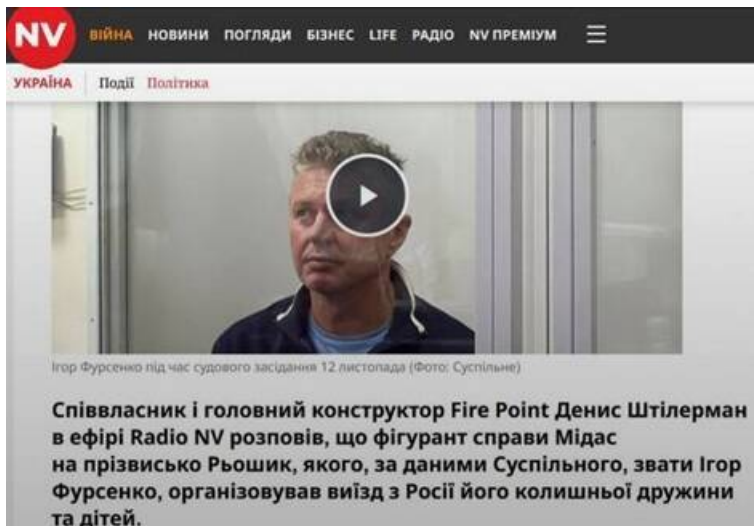 NV ВІЙНА НОВИНИ ПОГЛЯДИ БІЗНЕС LIFE РАДІО NV ПРЕМІУМ
УКРАЇНА Події Політика
Ігор Фурсенко під час судового засідання 12 листопада (Фото: Суспільне)
Співвласник і головний конструктор Fire Point Денис Штілерман
в ефірі Radio NV розповів, що фігурант справи Мідас
на прізвисько Рьошик, якого, за даними Суспільного, звати Ігор
Фурсенко, організовував виїзд з Росії його колишньої дружини
та дітей.